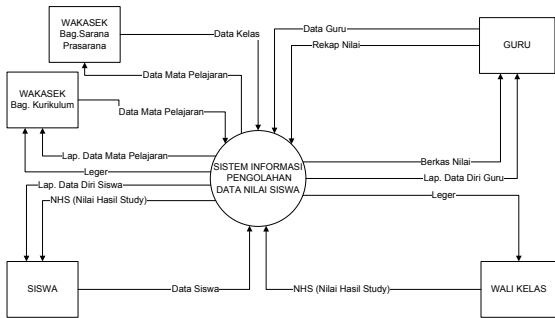 WAKASEK
Bag.Sarana
Prasarana
Data Kelas
Data Guru
Rekap Nilai
GURU
Data Mata Pelajaran
WAKASEK
Bag. Kurikulum
Data Mata Pelajaran
Lap. Data Mata Pelajaran
Leger
Lap. Data Diri Siswa
NHS (Nilai Hasil Study)
SISTEM INFORMASI
PENGOLAHAN
DATA NILAI SISWA
Berkas Nilai
Lap. Data Diri Guru
Leger
SISWA
Data Siswa
NHS (Nilai Hasil Study)
WALI KELAS